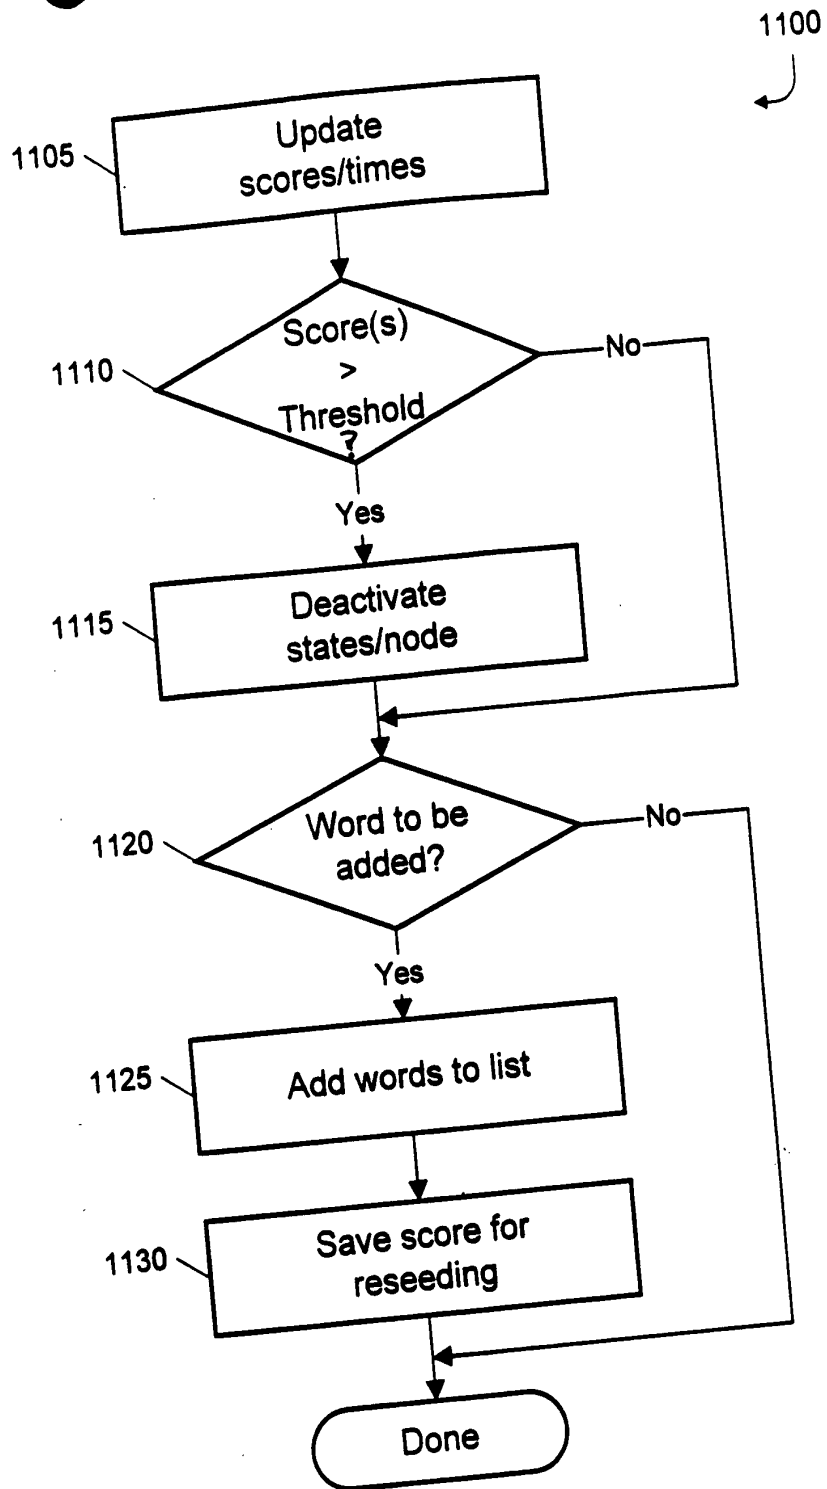 1100
1105
Update
scores/times
1110
Score(s)
>
Threshold
?
No
Yes
1115
Deactivate
states/node
1120
Word to be
added?
No
Yes
1125
Add words to list
1130
Save score for
reseeding
Done